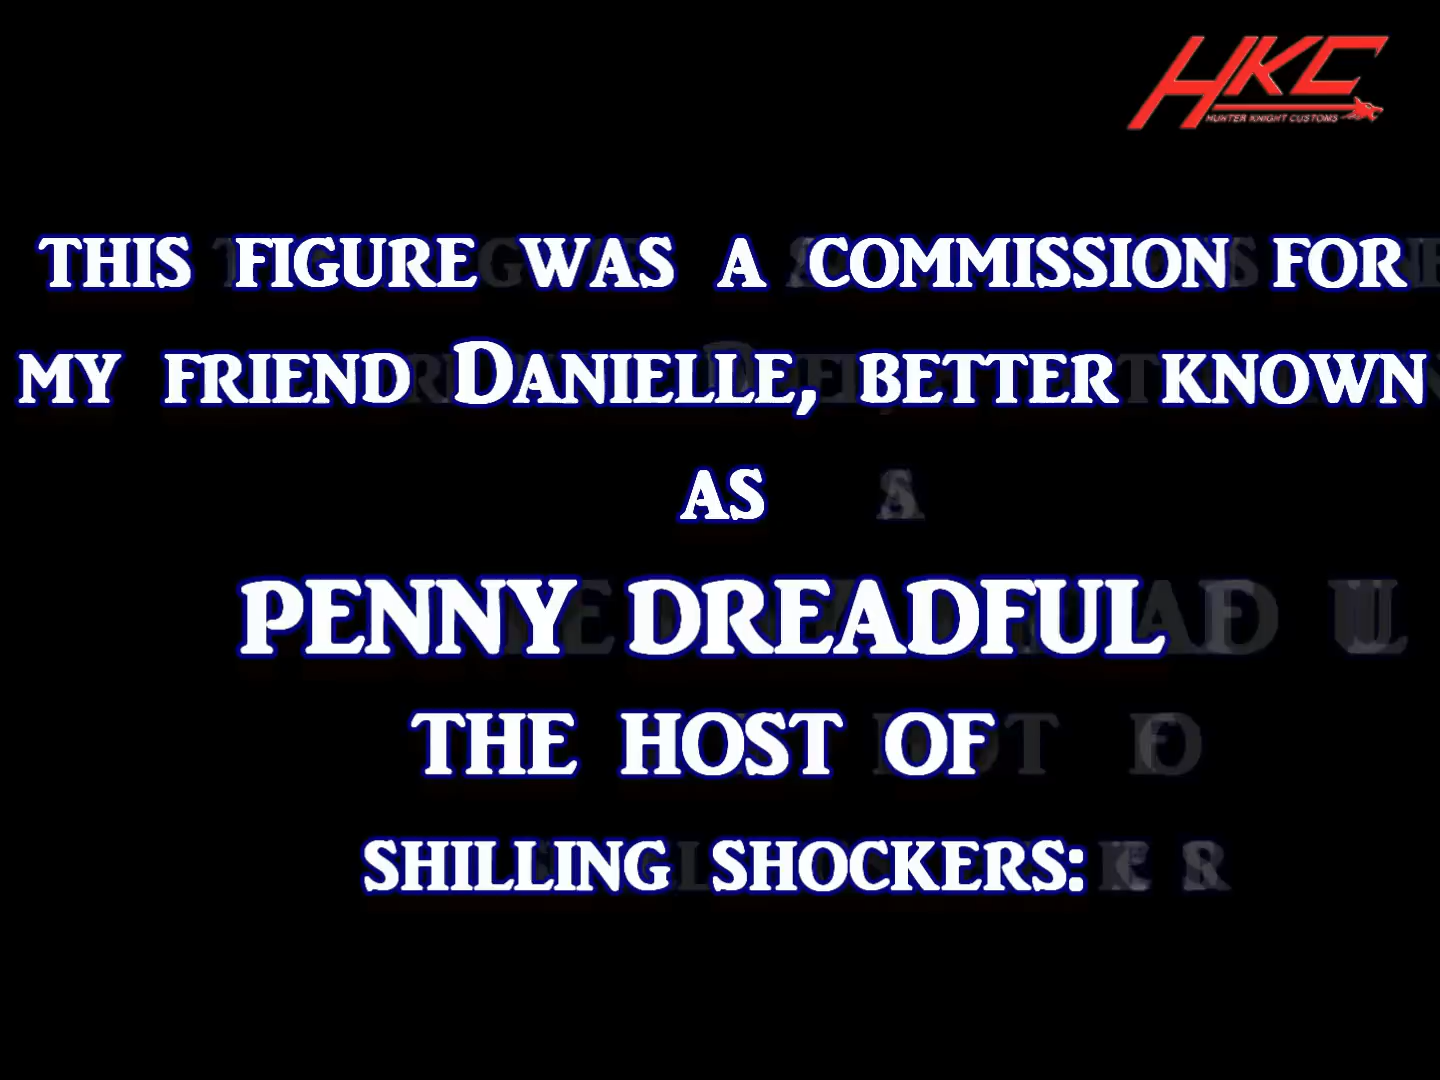 HKC
HUNTER KNIGHT CUSTOMS
THIS FIGURE WAS A COMMISSION FOR
MY FRIEND DANIELLE, BETTER KNOWN
AS
PENNY DREADFUL
THE HOST OF
SHILLING SHOCKERS: